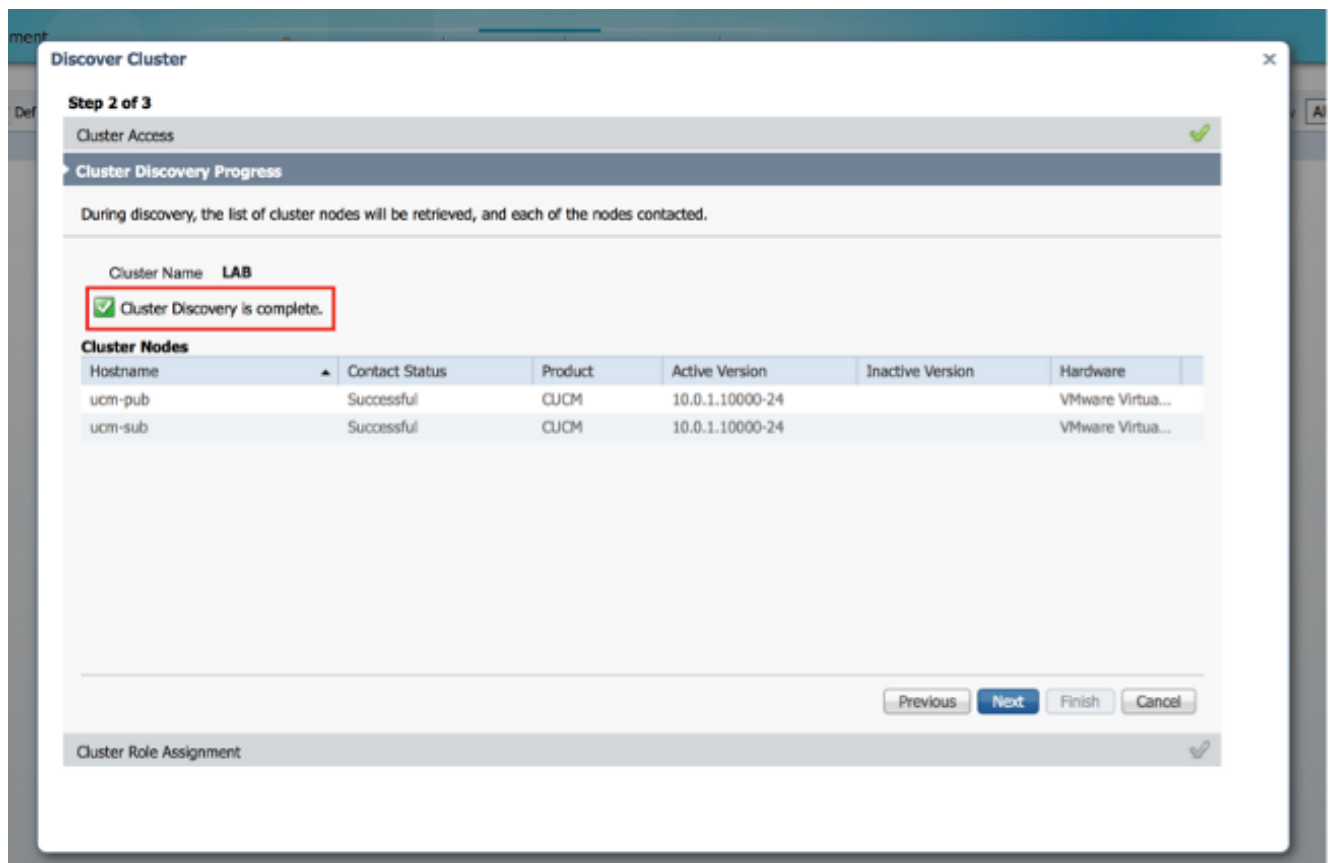 ment
Discover Cluster
Step 2 of 3
Def
Al
Cluster Access
Cluster Discovery Progress
During discovery, the list of cluster nodes will be retrieved, and each of the nodes contacted.
Cluster Name LAB
Cluster Discovery is complete.
Cluster Nodes
Hostname Contact Status Product Active Version Inactive Version Hardware
ucm-pub Successful CUCM 10.0.1.10000-24 VMware Virtua...
ucm-sub Successful CUCM 10.0.1.10000-24 VMware Virtua...
Previous Next Finish Cancel
Cluster Role Assignment